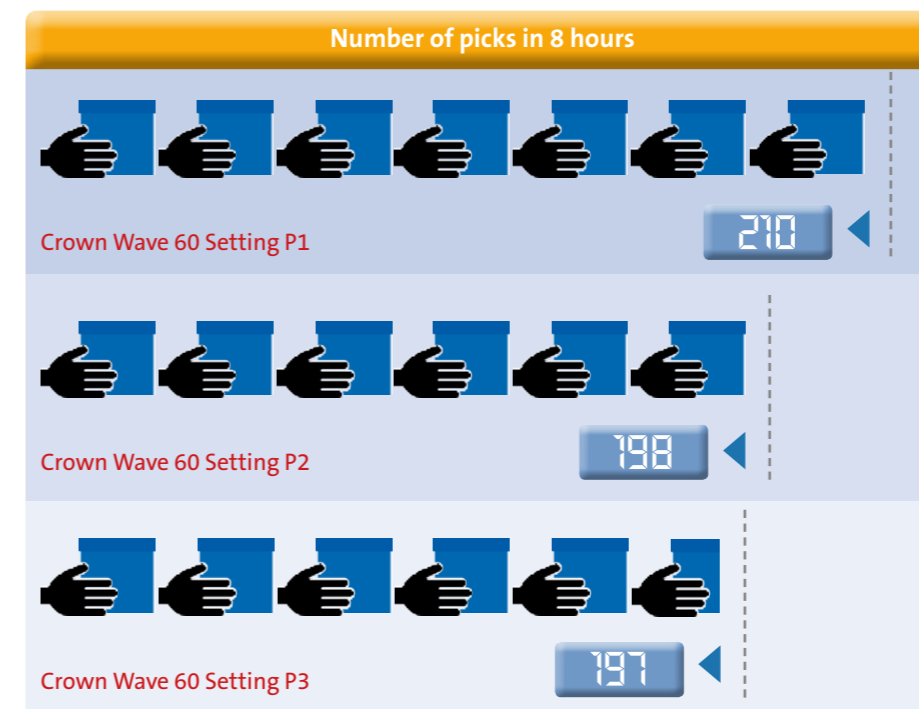 Number of picks in 8 hours
210
Crown Wave 60 Setting P1
198
Crown Wave 60 Setting P2
197
Crown Wave 60 Setting P3